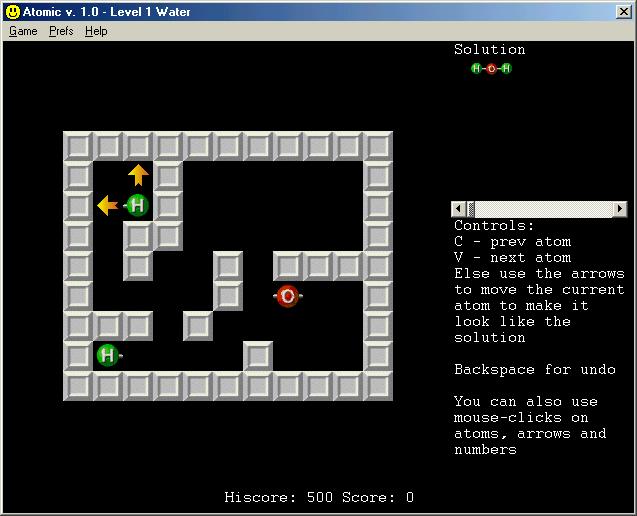 Atomic v. 1.0 - Level 1 Water
Game Prefs Help
Solution
H O H
H
O
H
Controls:
C - prev atom
V - next atom
Else use the arrows
to move the current
atom to make it
look like the
solution
Backspace for undo
You can also use
mouse-clicks on
atoms, arrows and
numbers
Hiscore: 500 Score: 0